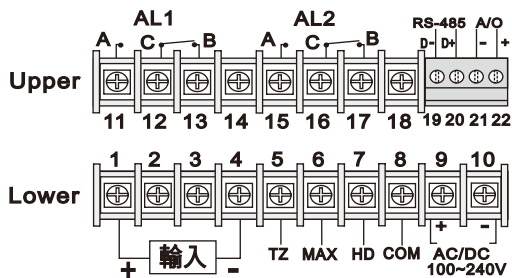 AL1 AL2 RS-485 A/O
A C B A C B D- D+ - +
Upper
11 12 13 14 15 16 17 18 19 20 21 22
1 2 3 4 5 6 7 8 9 10
Lower
+ -
+ 輸入 - TZ MAX HD COM AC/DC
100~240V